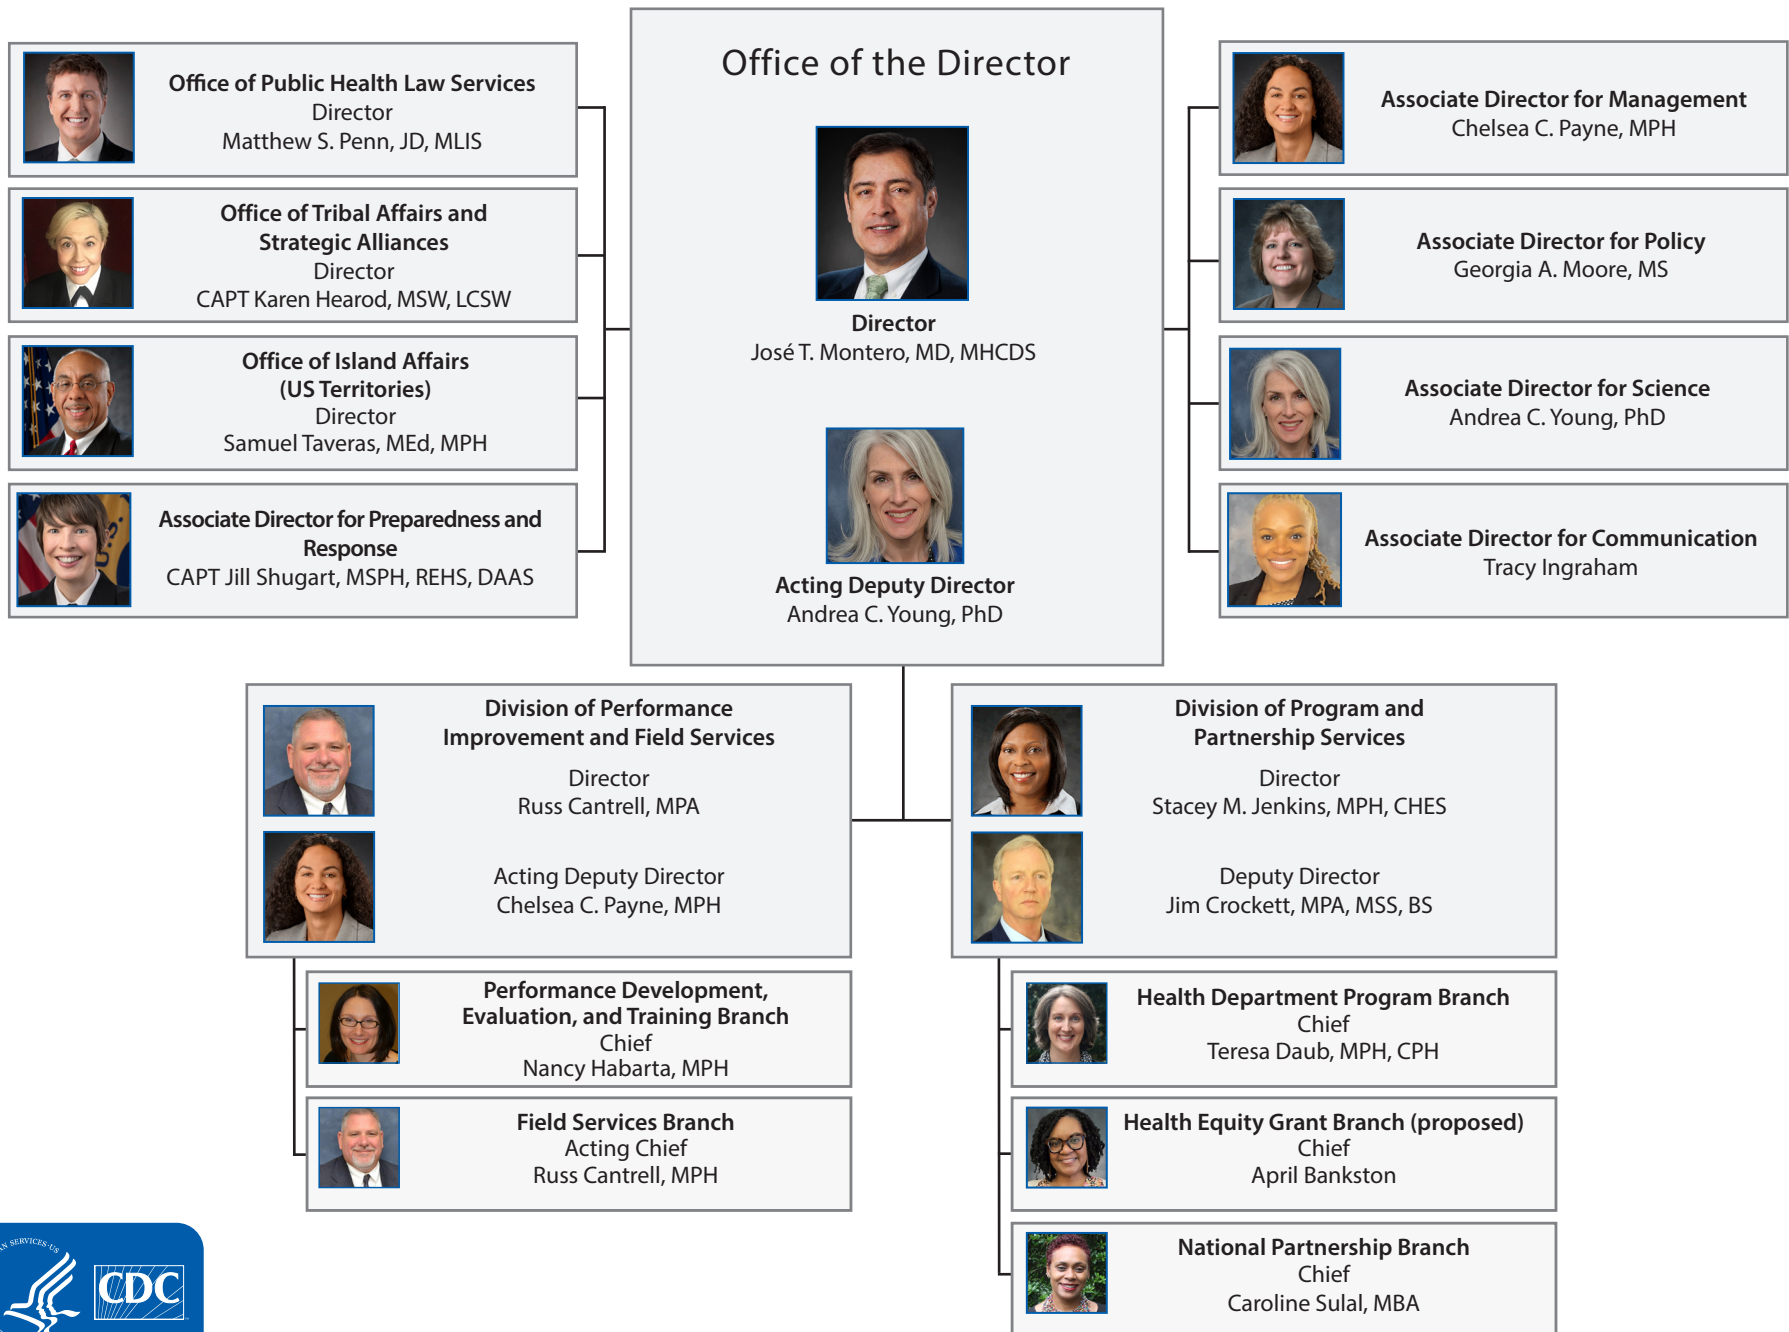 Office of the Director
Director
José T. Montero, MD, MHCDS
Acting Deputy Director
Andrea C. Young, PhD
Office of Public Health Law Services
Director
Matthew S. Penn, JD, MLIS
Office of Tribal Affairs and
Strategic Alliances
Director
CAPT Karen Hearod, MSW, LCSW
Office of Island Affairs
(US Territories)
Director
Samuel Taveras, MEd, MPH
Associate Director for Preparedness and
Response
CAPT Jill Shugart, MSPH, REHS, DAAS
Associate Director for Management
Chelsea C. Payne, MPH
Associate Director for Policy
Georgia A. Moore, MS
Associate Director for Science
Andrea C. Young, PhD
Associate Director for Communication
Tracy Ingraham
Division of Performance
Improvement and Field Services
Director
Russ Cantrell, MPA
Acting Deputy Director
Chelsea C. Payne, MPH
Performance Development,
Evaluation, and Training Branch
Chief
Nancy Habarta, MPH
Field Services Branch
Acting Chief
Russ Cantrell, MPH
Division of Program and
Partnership Services
Director
Stacey M. Jenkins, MPH, CHES
Deputy Director
Jim Crockett, MPA, MSS, BS
Health Department Program Branch
Chief
Teresa Daub, MPH, CPH
Health Equity Grant Branch (proposed)
Chief
April Bankston
National Partnership Branch
Chief
Caroline Sulal, MBA
SERVICES·US
CDC